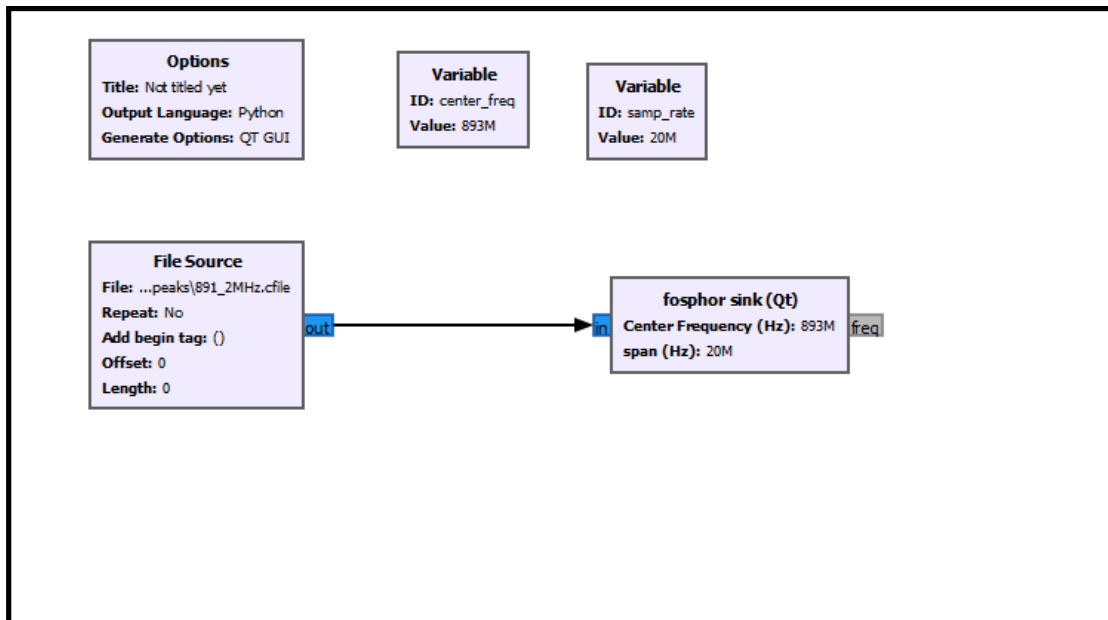 Options
Title: Not titled yet
Output Language: Python
Generate Options: QT GUI
Variable
ID: center_freq
Value: 893M
Variable
ID: samp_rate
Value: 20M
File Source
File: ...peaks\891_2MHz.cfile
Repeat: No
Add begin tag: ()
Offset: 0
Length: 0
out
in
fosphor sink (Qt)
Center Frequency (Hz): 893M
span (Hz): 20M
freq